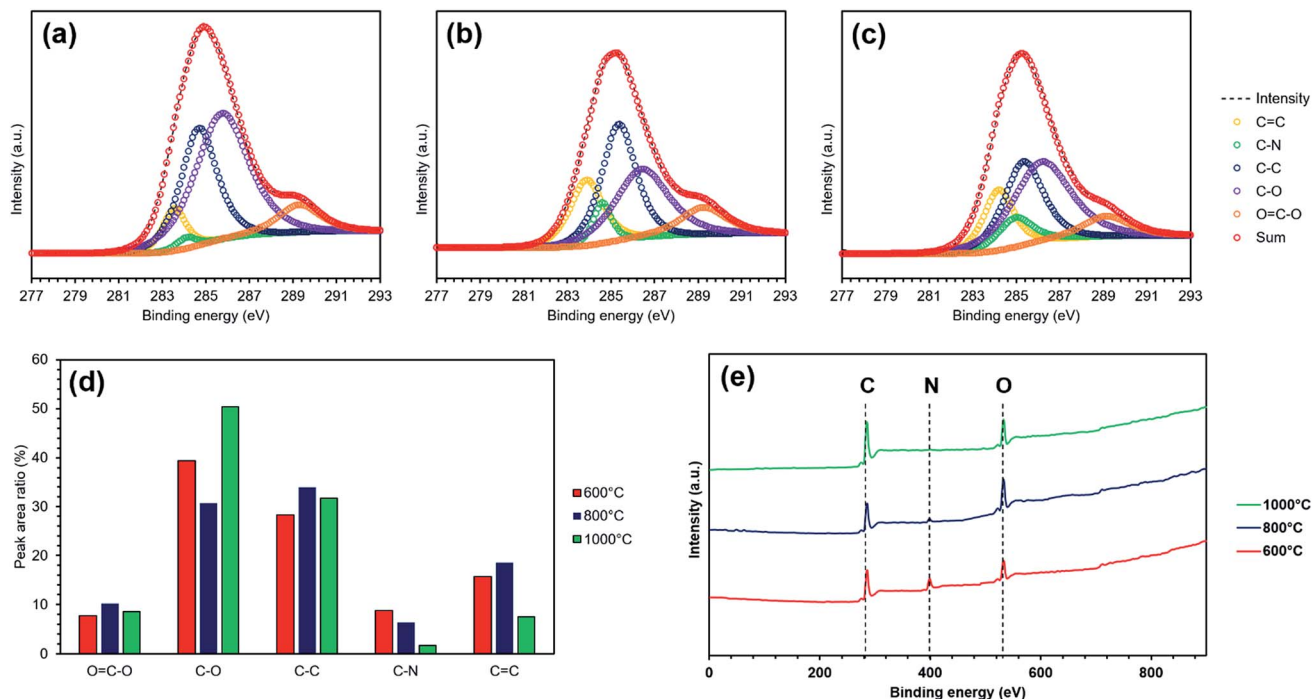 (a)
Intensity (a.u.)
277 279 281 283 285 287 289 291 293
Binding energy (eV)
(b)
Intensity (a.u.)
277 279 281 283 285 287 289 291 293
Binding energy (eV)
(c)
Intensity (a.u.)
277 279 281 283 285 287 289 291 293
Binding energy (eV)
Intensity
C=C
C-N
C-C
C-O
O=C-O
Sum
(d)
Peak area ratio (%)
60
50
40
30
20
10
0
O=C-O C-O C-C C-N C=C
600°C
800°C
1000°C
(e)
C N O
Intensity (a.u.)
0 200 400 600 800
Binding energy (eV)
1000°C
800°C
600°C